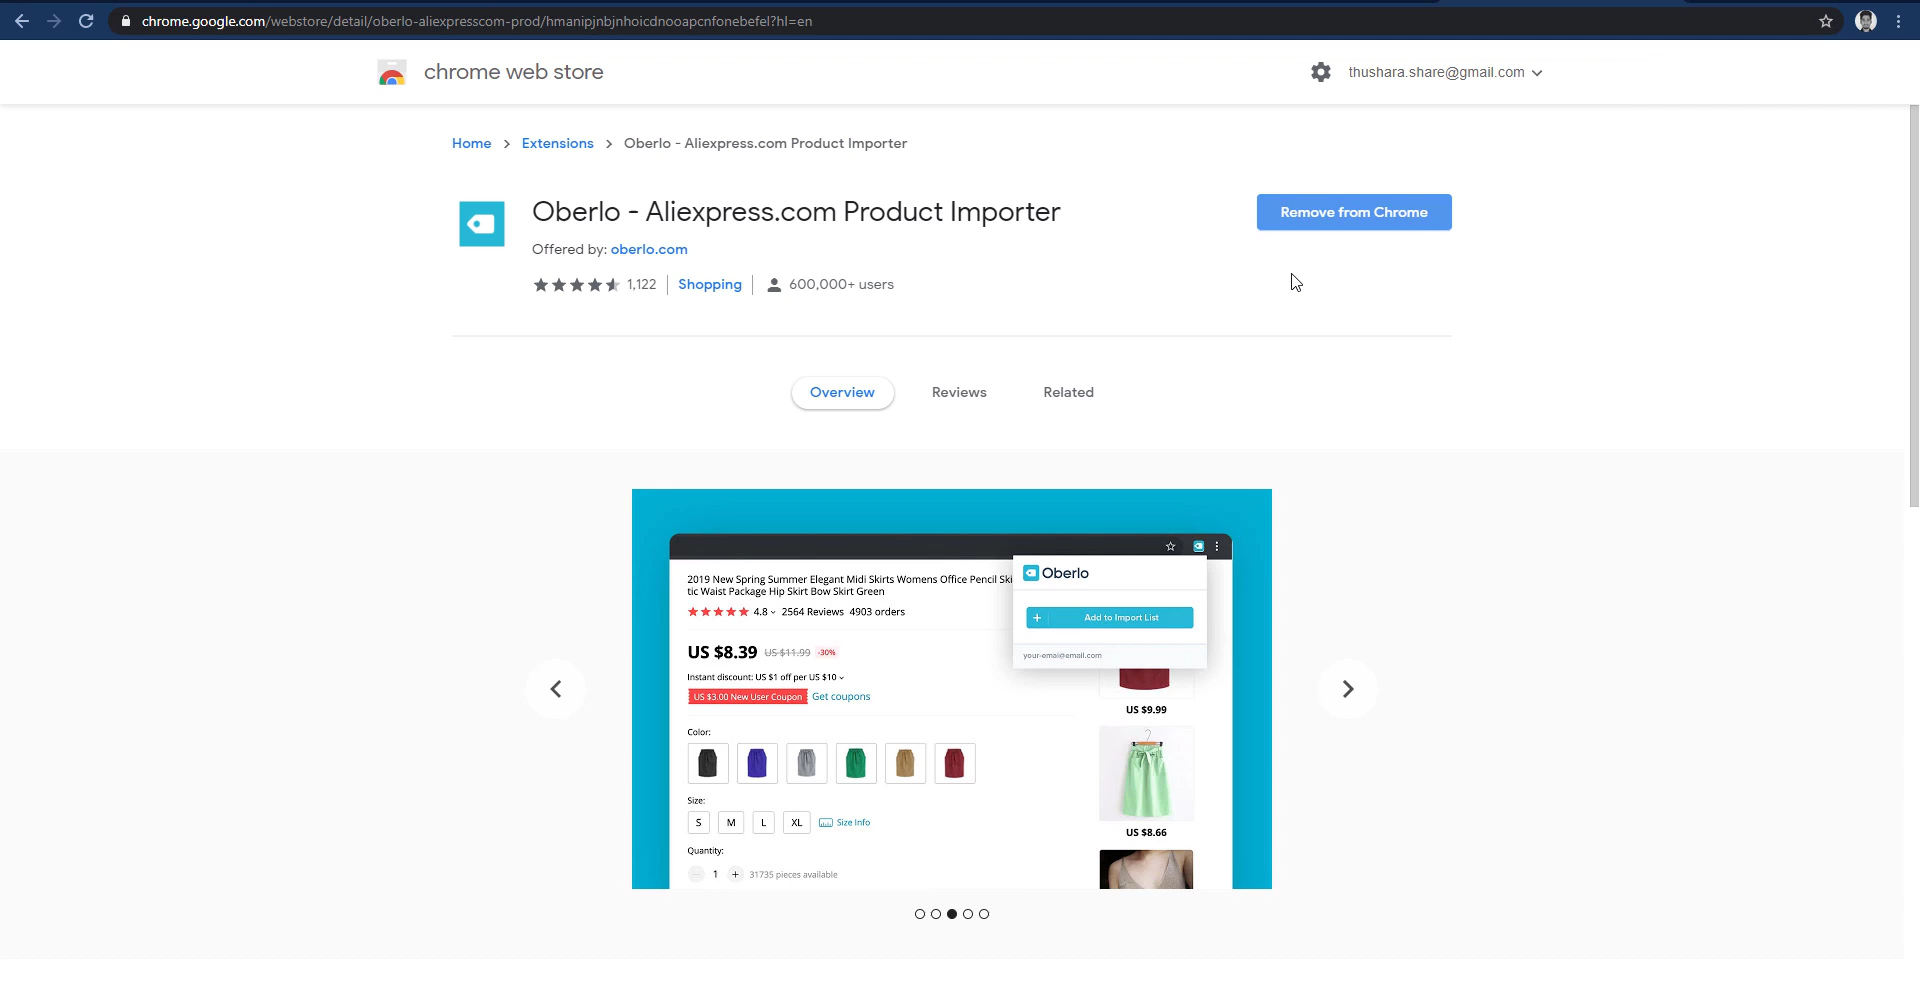 chrome.google.com/webstore/detail/oberlo-aliexpresscom-prod/hmanipjnbjnhoicdnooapcnfonebefel?hl=en
chrome web store
thushara.share@gmail.com
Home > Extensions > Oberlo - Aliexpress.com Product Importer
Oberlo - Aliexpress.com Product Importer
Remove from Chrome
Offered by: oberlo.com
1,122 Shopping 600,000+ users
Overview Reviews Related
Oberlo
2019 New Spring Summer Elegant Midi Skirts Womens Office Pencil Ski
tic Waist Package Hip Skirt Bow Skirt Green
4.8 2564 Reviews 4903 orders
+ Add to Import List
US $8.39 US $11.99 -30%
your-emai@email.com
Instant discount: US $1 off per US $10
US $3.00 New User Coupon Get coupons
US $9.99
Color:
Size:
S M L XL Size Info
US $8.66
Quantity:
1 + 31735 pieces available